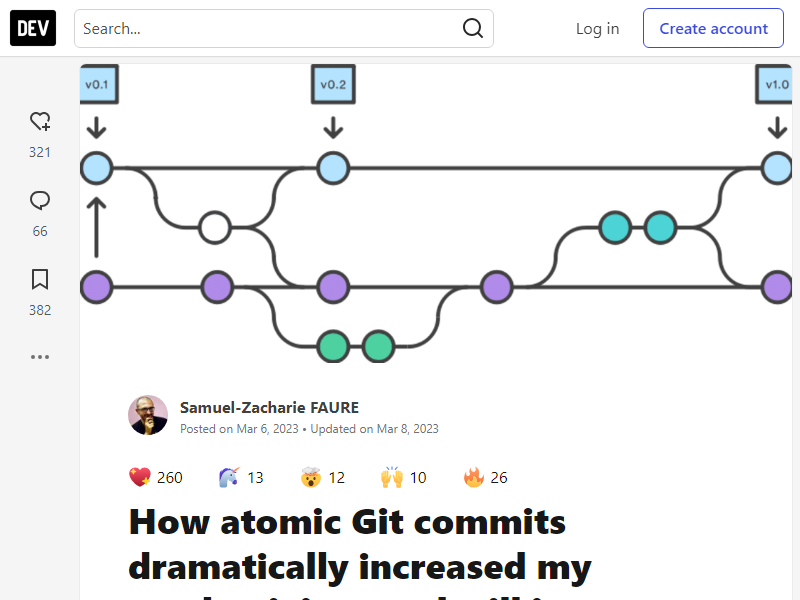 DEV
Search...
Log in
Create account
v0.1
v0.2
v1.0
321
66
382
Samuel-Zacharie FAURE
Posted on Mar 6, 2023 • Updated on Mar 8, 2023
260 13 12 10 26
How atomic Git commits
dramatically increased my